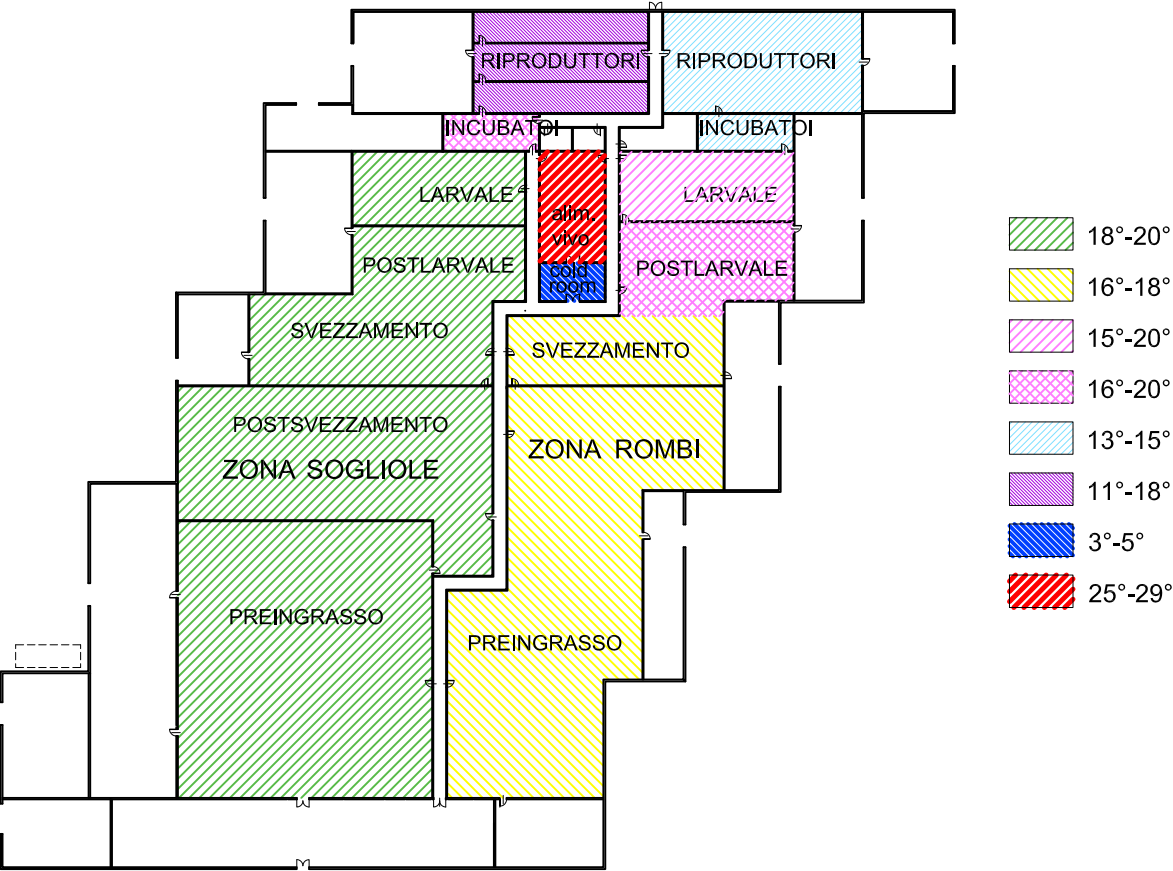 RIPRODUTTORI
RIPRODUTTORI
INCUBATOI
INCUBATOI
LARVALE
LARVALE
alim.
vivo
POSTLARVALE
cold
room
POSTLARVALE
SVEZZAMENTO
SVEZZAMENTO
POSTSVEZZAMENTO
ZONA SOGLIOLE
ZONA ROMBI
PREINGRASSO
PREINGRASSO
18°-20°
16°-18°
15°-20°
16°-20°
13°-15°
11°-18°
3°-5°
25°-29°